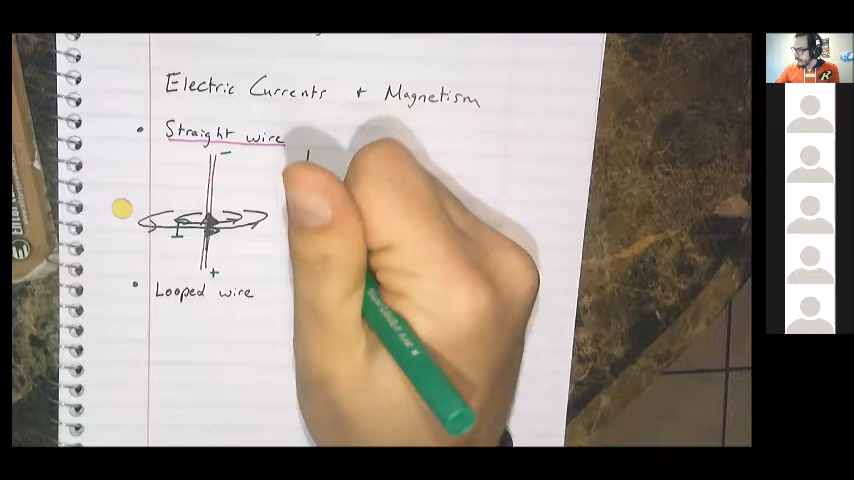 Electric Currents + Magnetism
• Straight wire
-
I
+
• Looped wire